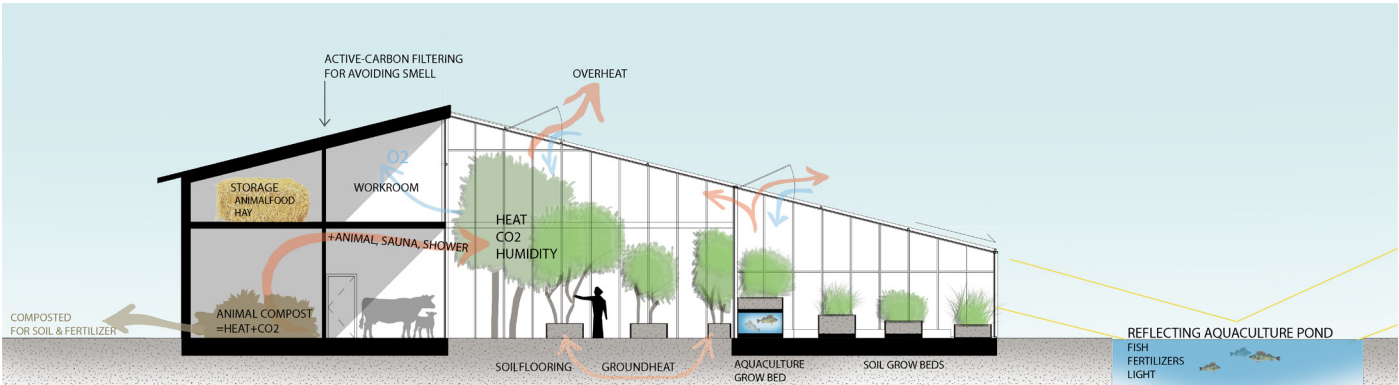 ACTIVE-CARBON FILTERING
FOR AVOIDING SMELL
OVERHEAT
O2
STORAGE
ANIMALFOOD
HAY
WORKROOM
HEAT
CO2
HUMIDITY
+ANIMAL, SAUNA, SHOWER
ANIMAL COMPOST
=HEAT+CO2
COMPOSTED
FOR SOIL & FERTILIZER
SOILFLOORING
GROUNDHEAT
AQUACULTURE
GROW BED
SOIL GROW BEDS
REFLECTING AQUACULTURE POND
FISH
FERTILIZERS
LIGHT